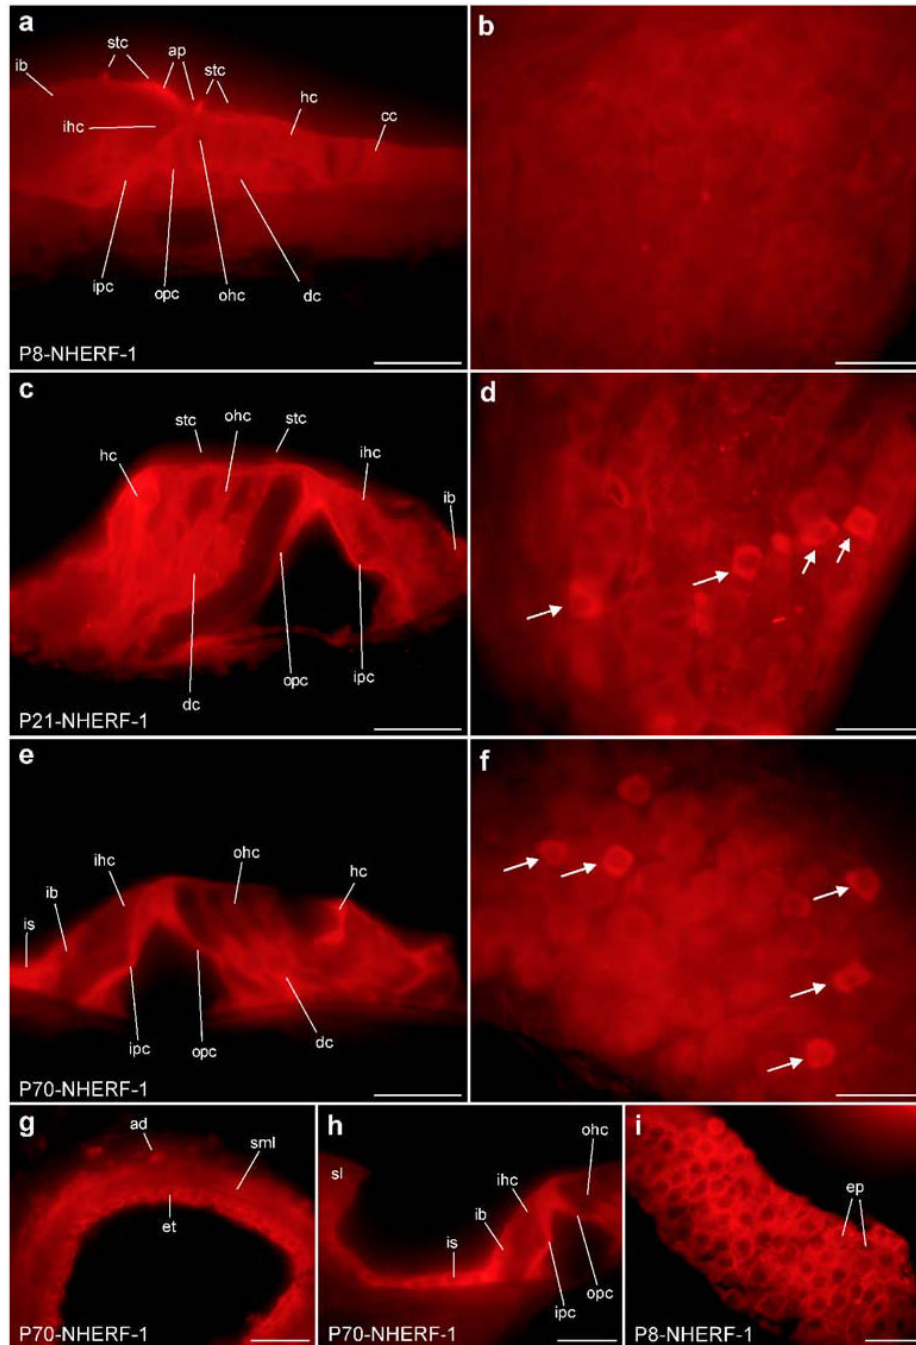 a
b
stc ap stc
ib hc
cc
ihc
ipc opc ohc dc
P8-NHERF-1
c
d
stc ohc stc
hc ihc
ib
opc
ipc
dc
P21-NHERF-1
e
f
ohc
ihc hc
ib
is
ipc
opc dc
P70-NHERF-1
g
h
i
ad
sml
et
P70-NHERF-1
ohc
sl
ihc
ib
is
opc
ipc
P70-NHERF-1
ep
P8-NHERF-1